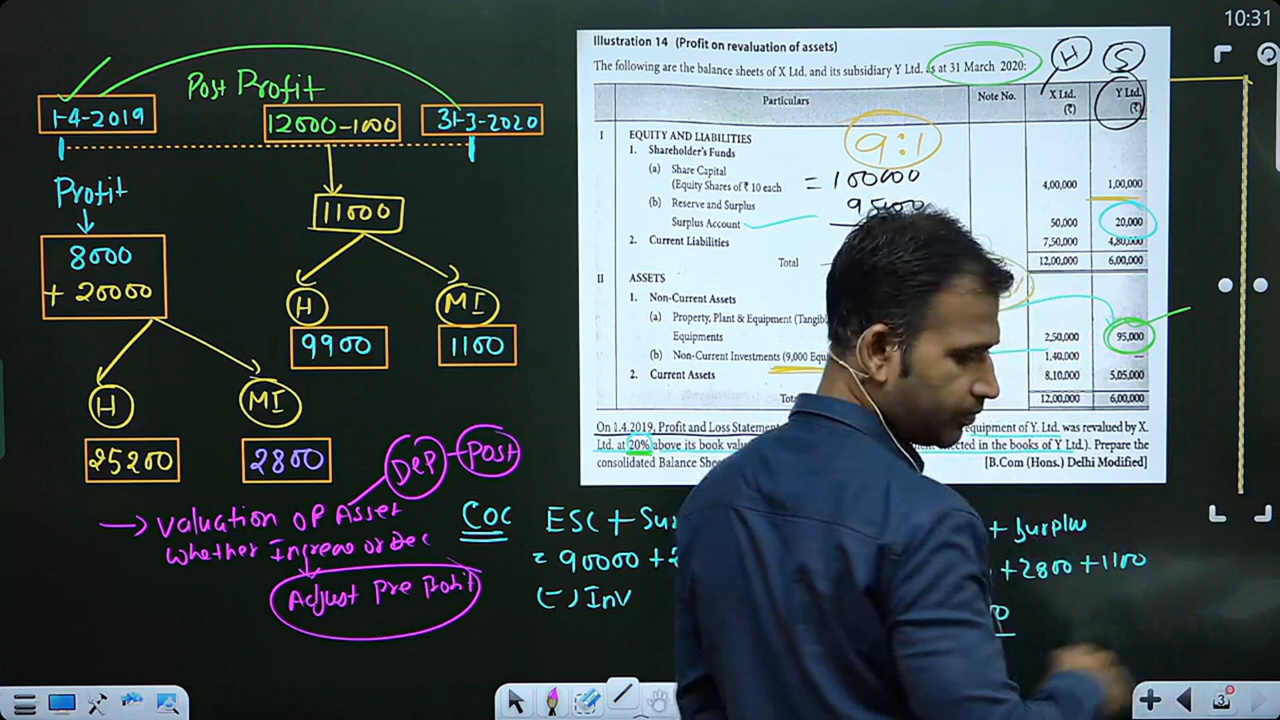 10:31
Post Profit
1-4-2019
12000-1000
31-3-2020
Profit
8000
+ 20000
11000
H
MI
9900
1100
H
MI
25200
2800
Dep - Post
→ Valuation of Asset
Whether Increase or Dec
Adjust Pre Profit
Coc
ESC + Sur
= 90000 + 2
(-) Inv
+ Surplus
+2800 +1100
Illustration 14 (Profit on revaluation of assets)
The following are the balance sheets of X Ltd. and its subsidiary Y Ltd. as at 31 March 2020:
H
S
Particulars
Note No.
X Ltd. (₹)
Y Ltd. (₹)
9:1
I EQUITY AND LIABILITIES
1. Shareholder's Funds
(a) Share Capital
(Equity Shares of ₹ 10 each 4,00,000 1,00,000
= 100000
(b) Reserve and Surplus
Surplus Account 50,000 20,000
2. Current Liabilities 7,50,000 4,80,000
Total 12,00,000 6,00,000
II ASSETS
1. Non-Current Assets
(a) Property, Plant & Equipment (Tangib
Equipments 2,50,000 95,000
(b) Non-Current Investments (9,000 Equ 1,40,000 —
2. Current Assets 8,10,000 5,05,000
Tota 12,00,000 6,00,000
On 1.4.2019, Profit and Loss Statemen equipment of Y. Ltd. was revalued by X.
Ltd. at 20% above its book valu ected in the books of Y Ltd.). Prepare the
consolidated Balance She
[B.Com (Hons.) Delhi Modified]
3